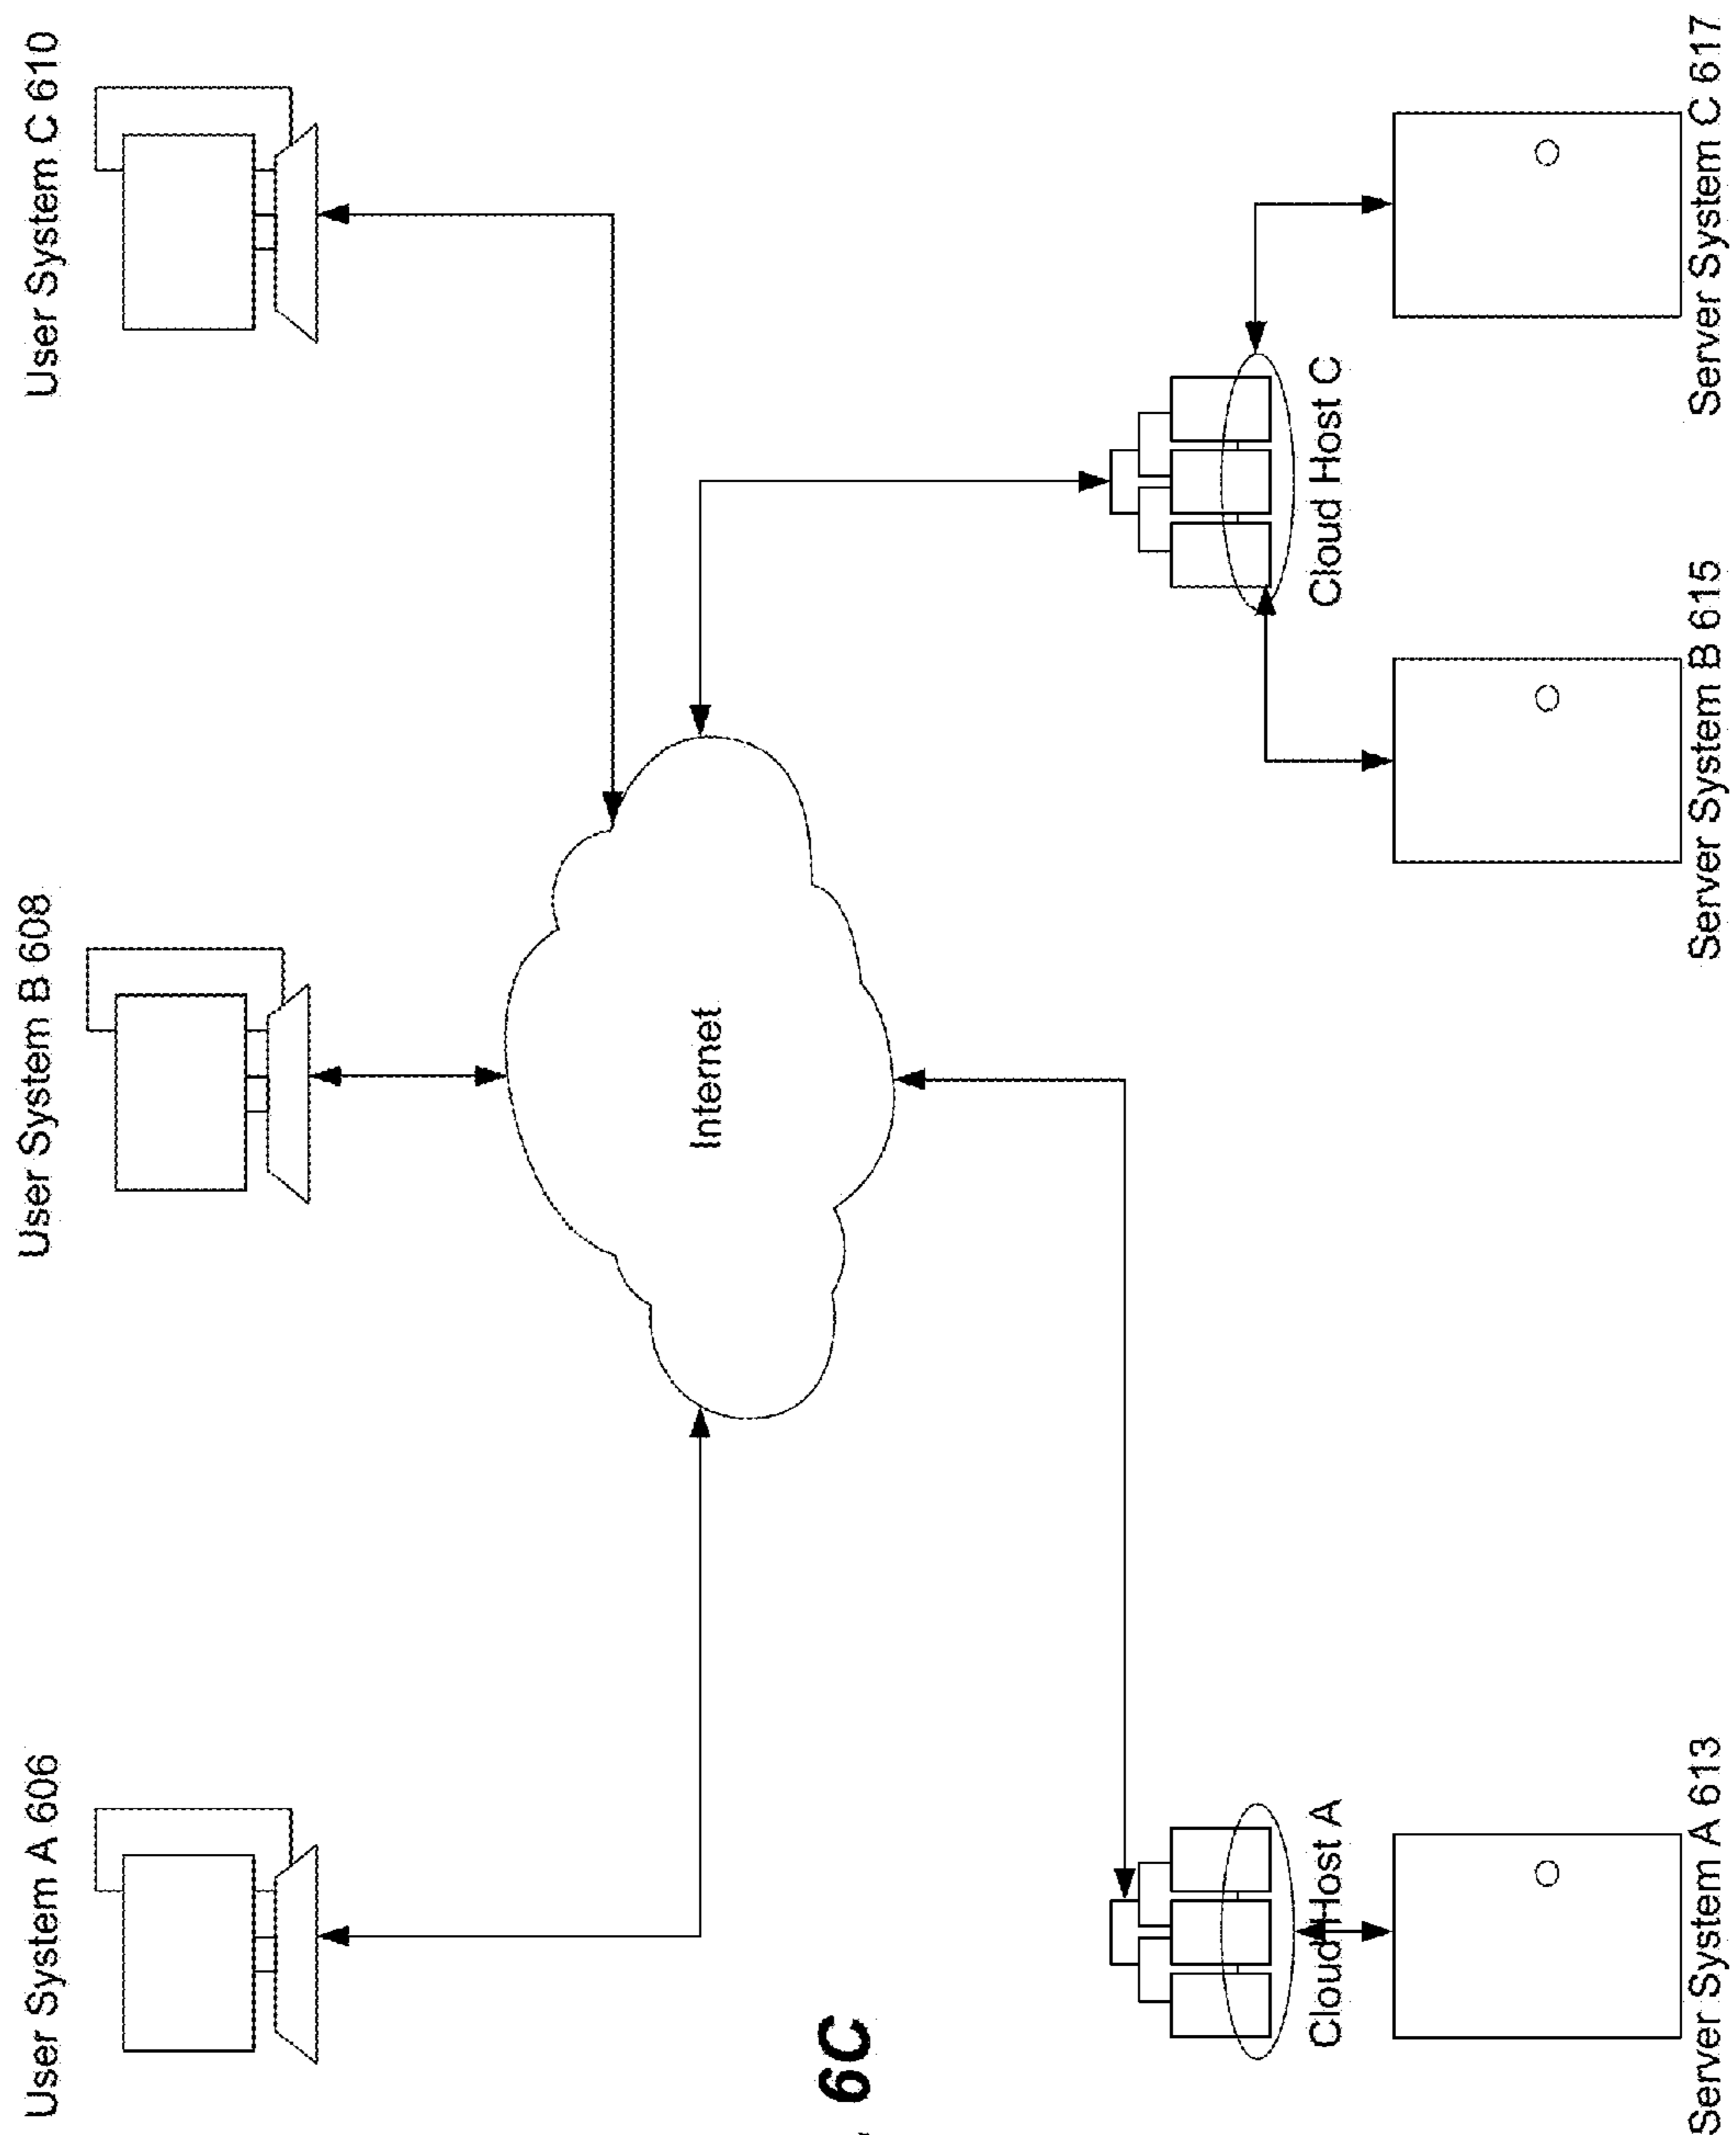 User System A 606
User System B 608
User System C 610
Internet
6C
Cloud Host A
Cloud Host C
Server System A 613
Server System B 615
Server System C 617